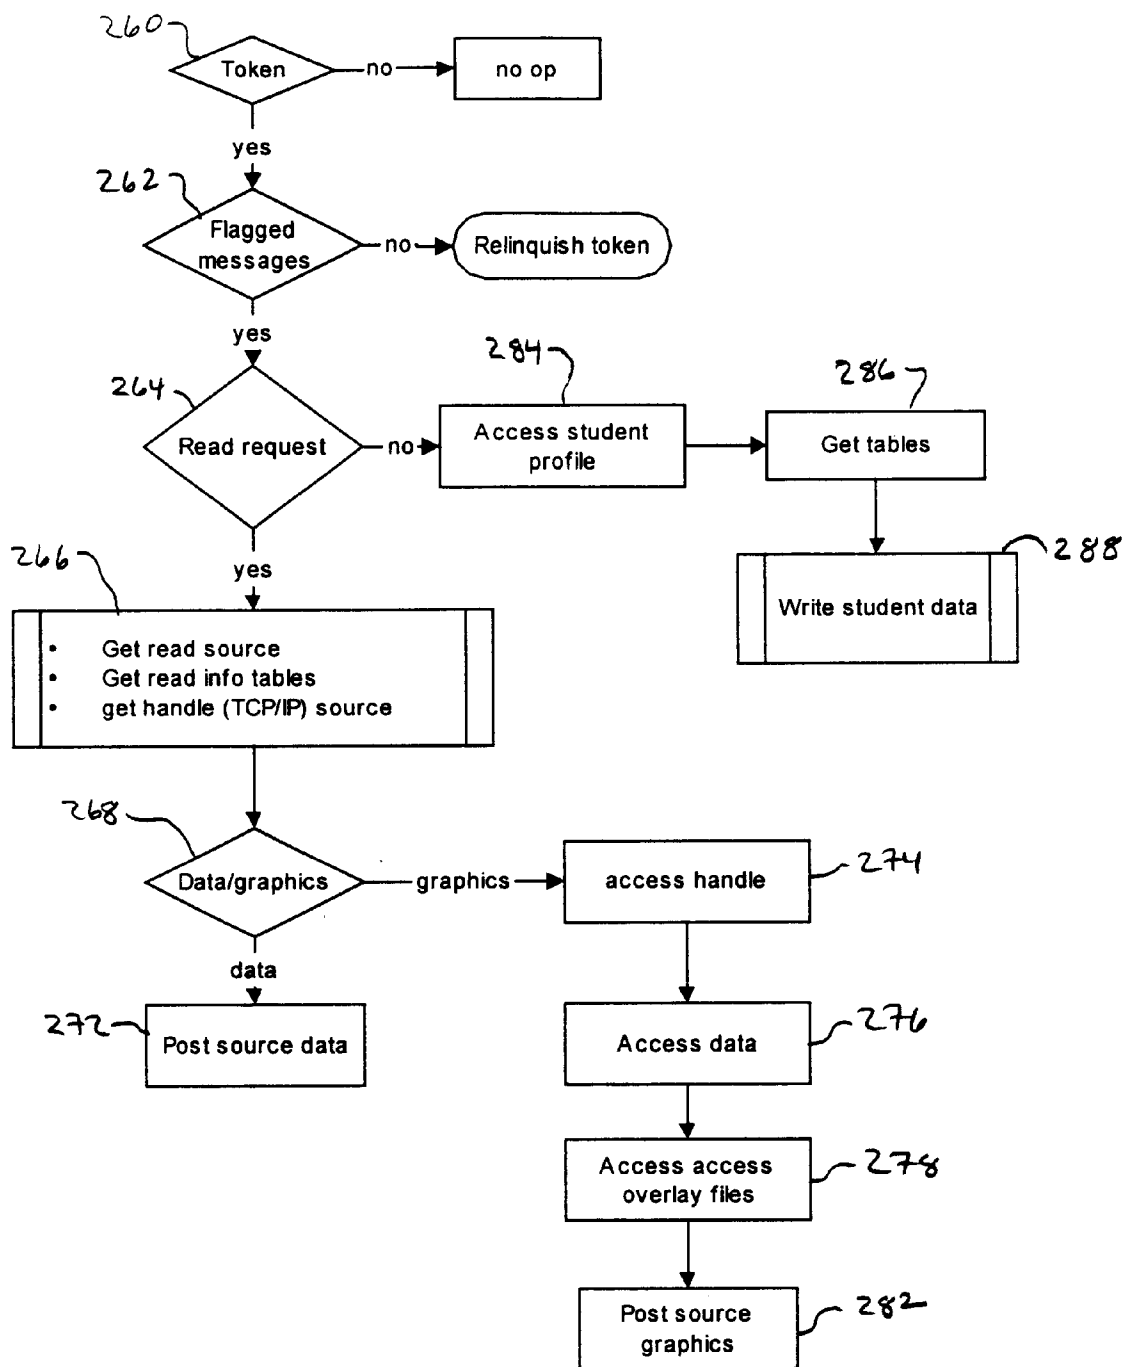 260
Token
no
no op
yes
262
Flagged
messages
no
Relinquish token
yes
264
Read request
no
284
Access student
profile
286
Get tables
288
Write student data
yes
266
• Get read source
• Get read info tables
• get handle (TCP/IP) source
268
Data/graphics
graphics
access handle
274
data
272
Post source data
Access data
276
Access access
overlay files
278
Post source
graphics
282